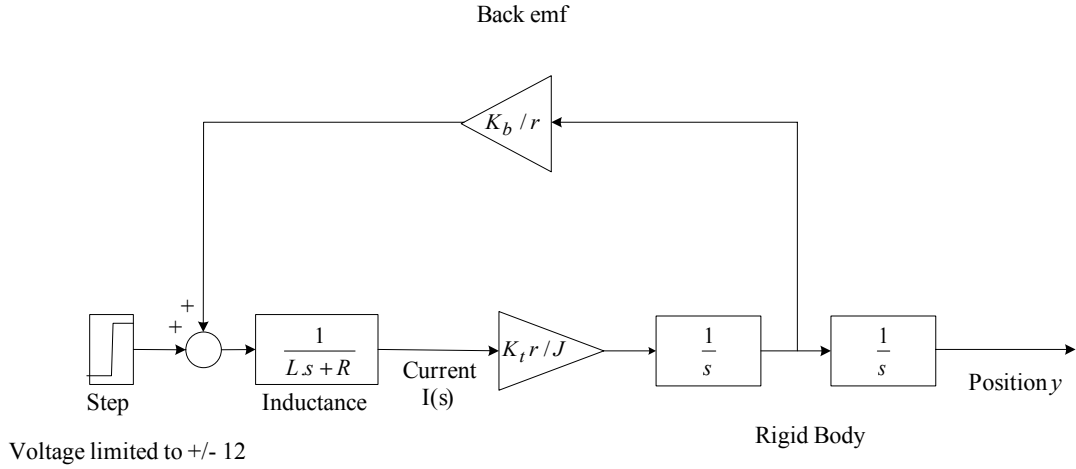 Back emf
K_b / r
+
+
1
L.s + R
K_t r / J
1
s
1
s
Step
Inductance
Current
I(s)
Position y
Voltage limited to +/- 12
Rigid Body